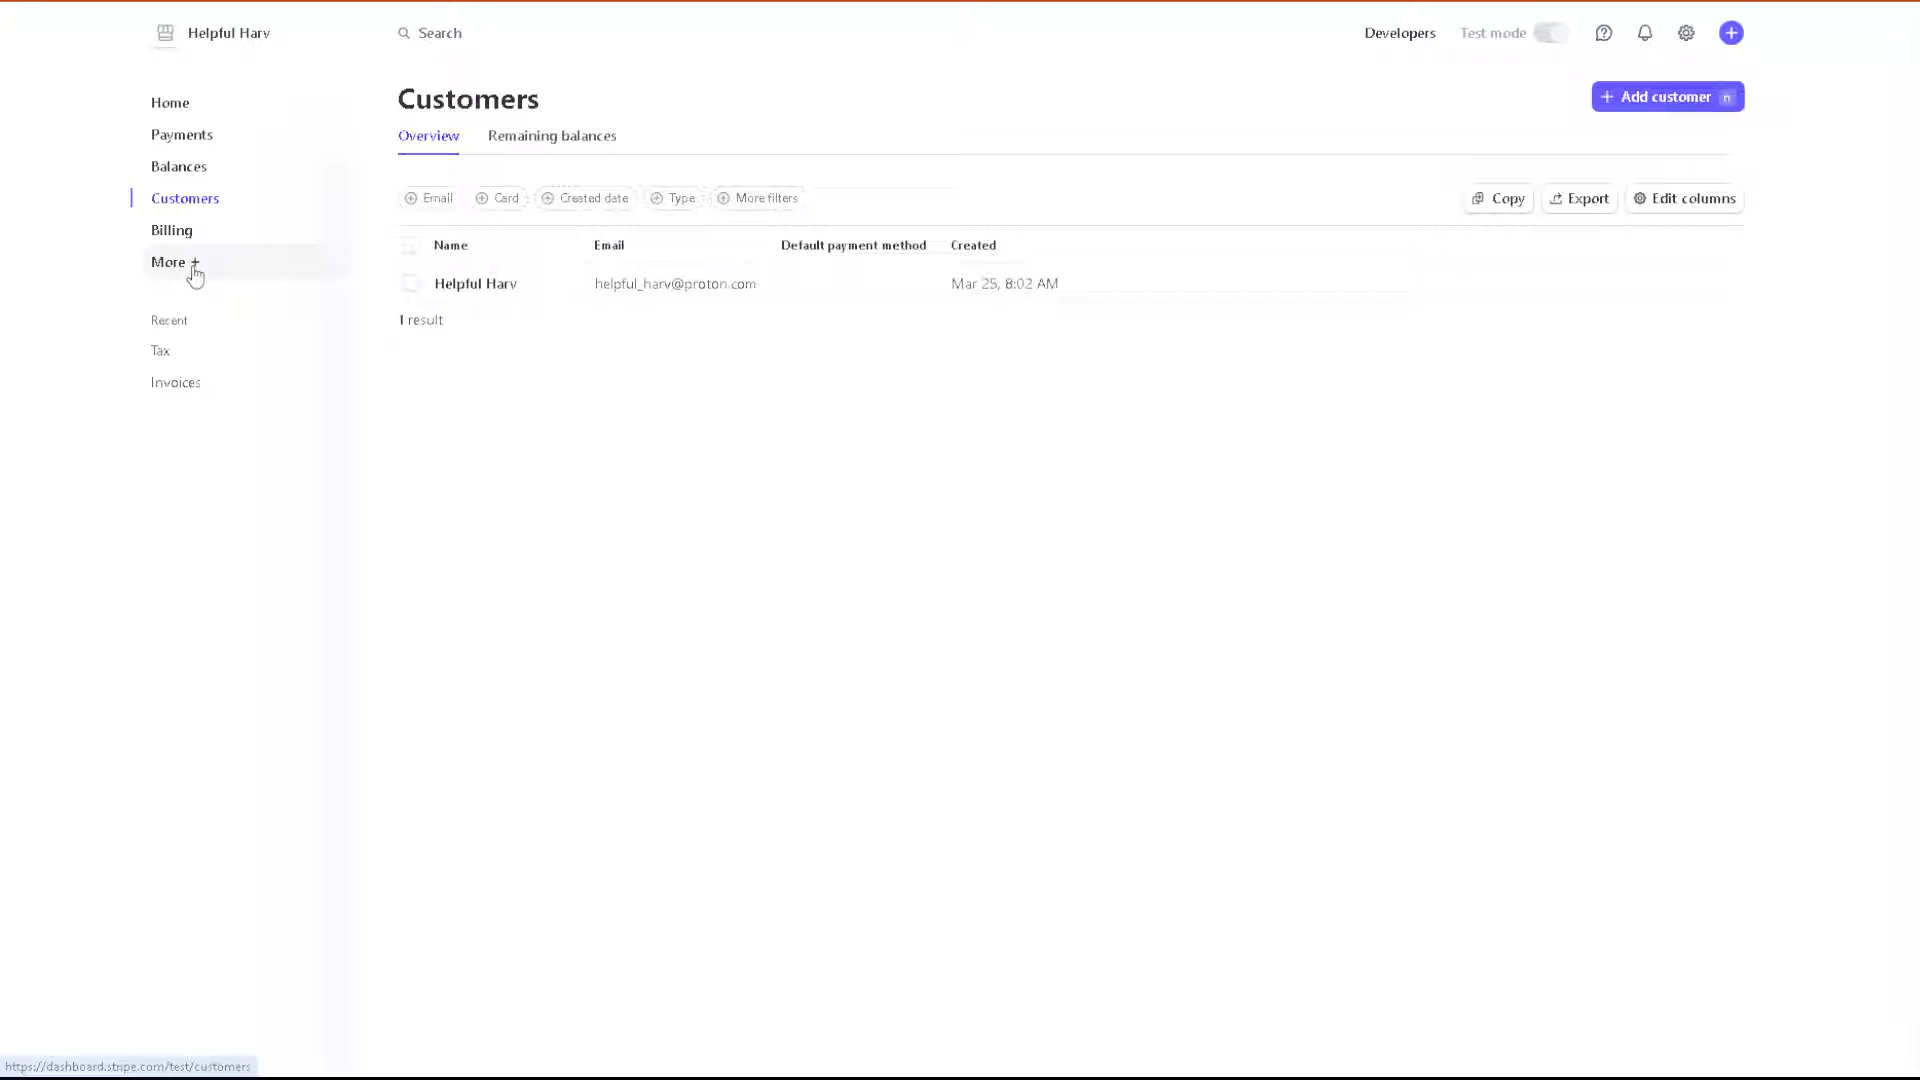 Helpful Harv
Search
Developers
Test mode
Home
Payments
Balances
Customers
Billing
More +
Recent
Tax
Invoices
Customers
+ Add customer n
Overview
Remaining balances
Email
Card
Created date
Type
More filters
Copy
Export
Edit columns
Name Email Default payment method Created
Helpful Harv helpful_harv@proton.com Mar 25, 8:02 AM
1 result
https://dashboard.stripe.com/test/customers